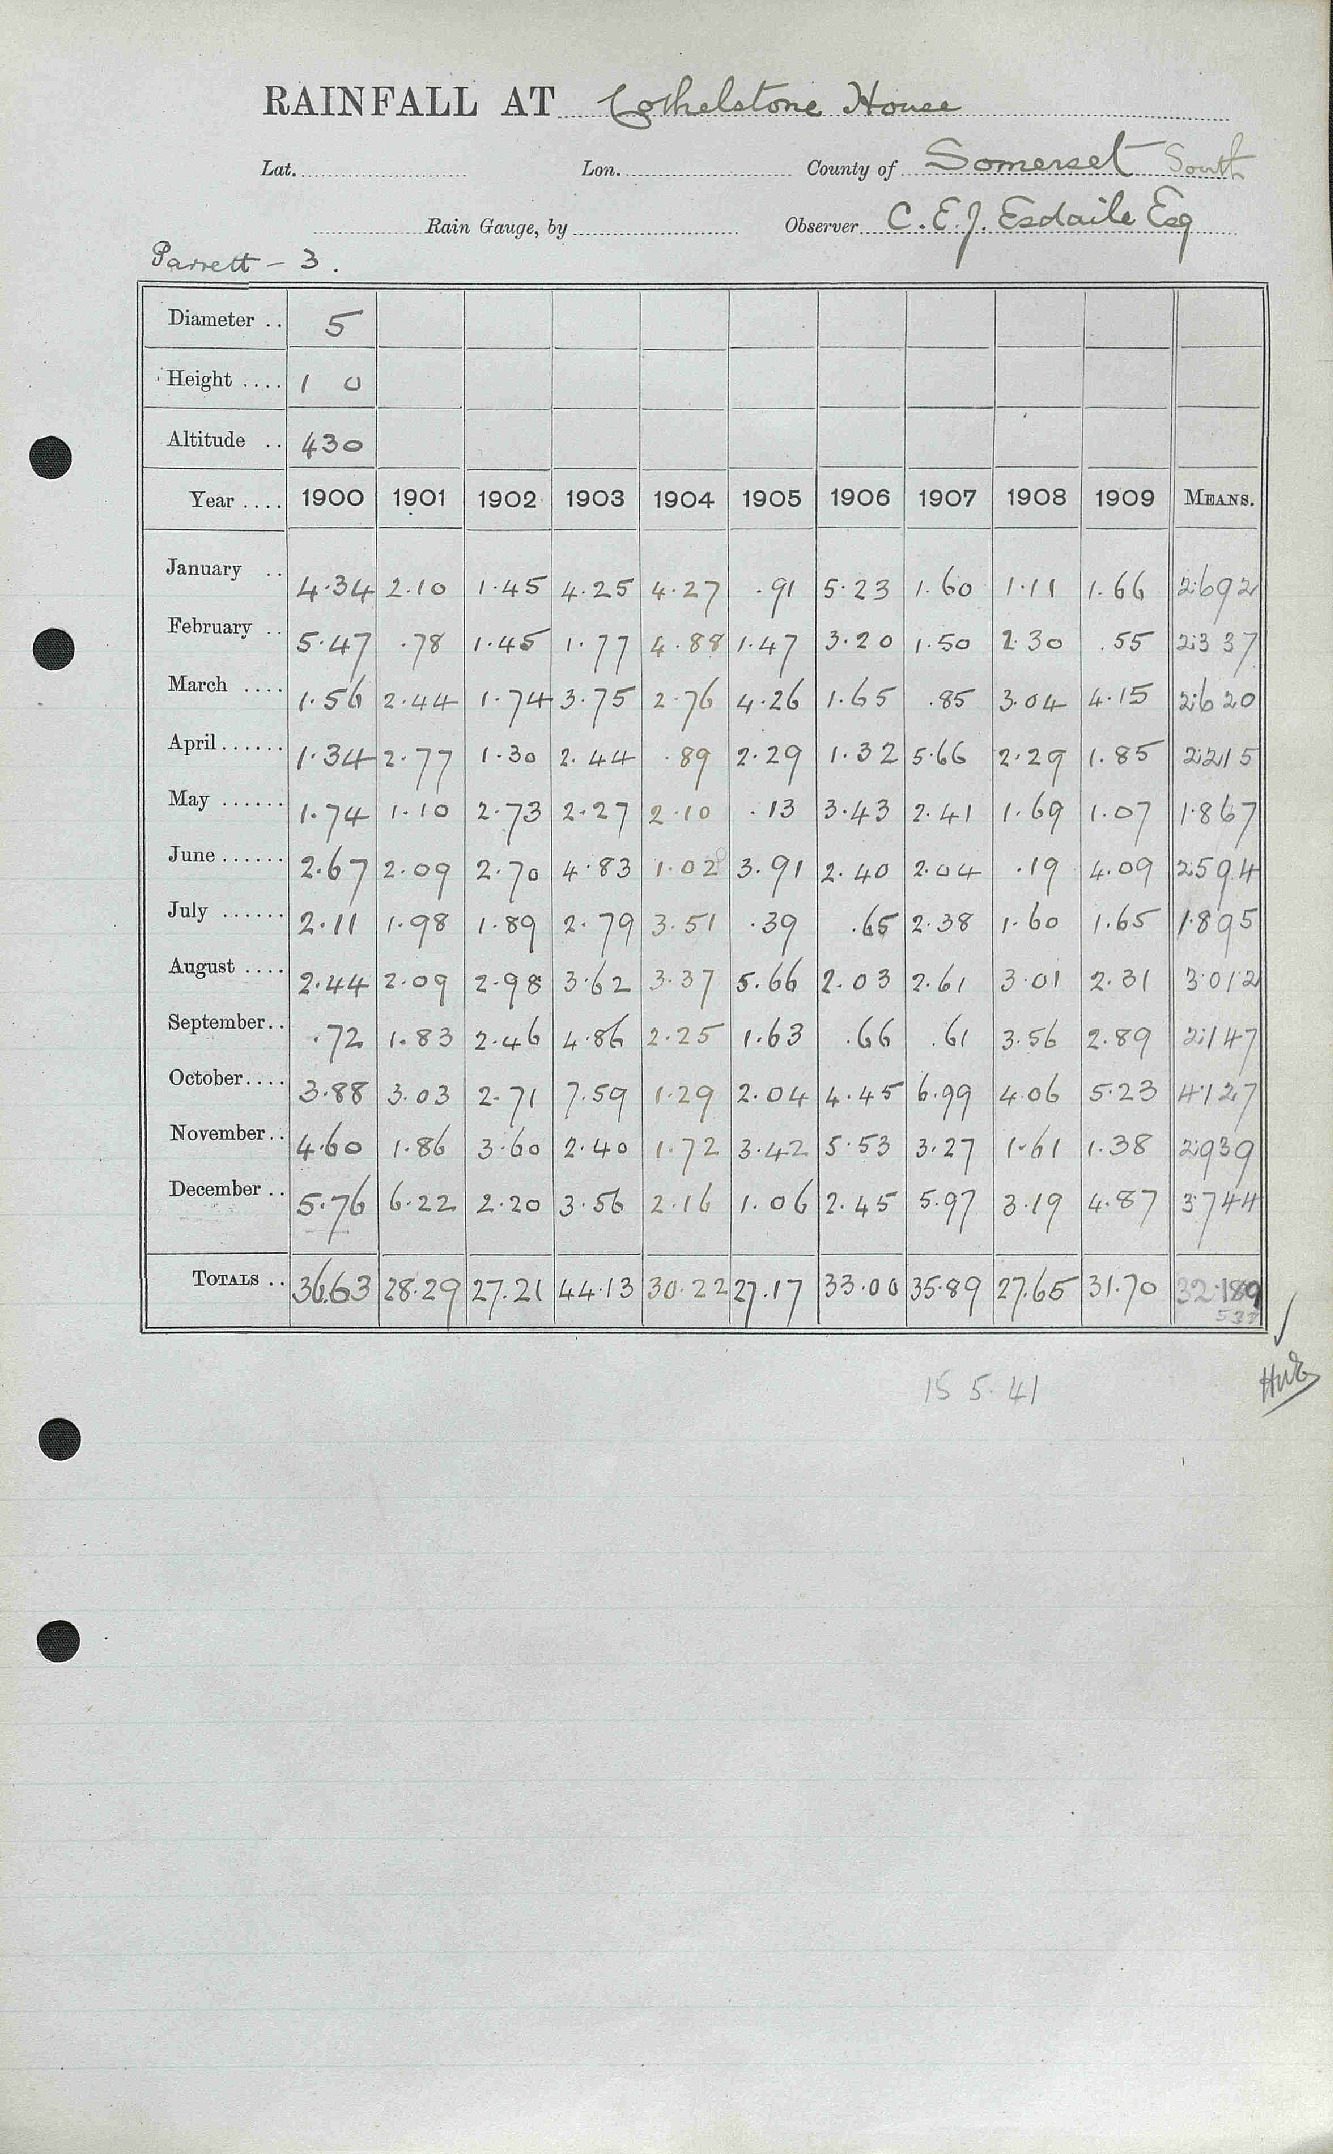 RAINFALL AT Cothelstone House
Lat. Lon. County of Somerset South
Rain Gauge, by Observer C. E. J. Esdaile Esq
Parrett - 3.
Diameter .. 5
Height .... 1 0
Altitude .. 430
Year .... 1900 1901 1902 1903 1904 1905 1906 1907 1908 1909 MEANS.
January .. 4.34 2.10 1.45 4.25 4.27 .91 5.23 1.60 1.11 1.66 2.692
February .. 5.47 .78 1.45 1.77 4.88 1.47 3.20 1.50 2.30 .55 2.337
March .... 1.56 2.44 1.74 3.75 2.76 4.26 1.65 .85 3.04 4.15 2.620
April ...... 1.34 2.77 1.30 2.44 .89 2.29 1.32 5.66 2.29 1.85 2.215
May ...... 1.74 1.10 2.73 2.27 2.10 .13 3.43 2.41 1.69 1.07 1.867
June ...... 2.67 2.09 2.70 4.83 1.02 3.91 2.40 2.04 .19 4.09 2.594
July ...... 2.11 1.98 1.89 2.79 3.51 .39 .65 2.38 1.60 1.65 1.895
August .... 2.44 2.09 2.98 3.62 3.37 5.66 2.03 2.61 3.01 2.31 3.012
September.. .72 1.83 2.46 4.86 2.25 1.63 .66 .61 3.56 2.89 2.147
October.... 3.88 3.03 2.71 7.59 1.29 2.04 4.45 6.99 4.06 5.23 4.127
November.. 4.60 1.86 3.60 2.40 1.72 3.42 5.53 3.27 1.61 1.38 2.939
December .. 5.76 6.22 2.20 3.56 2.16 1.06 2.45 5.97 3.19 4.87 3.744
TOTALS .. 36.63 28.29 27.21 44.13 30.22 27.17 33.00 35.89 27.65 31.70 32.189
15 5. 41